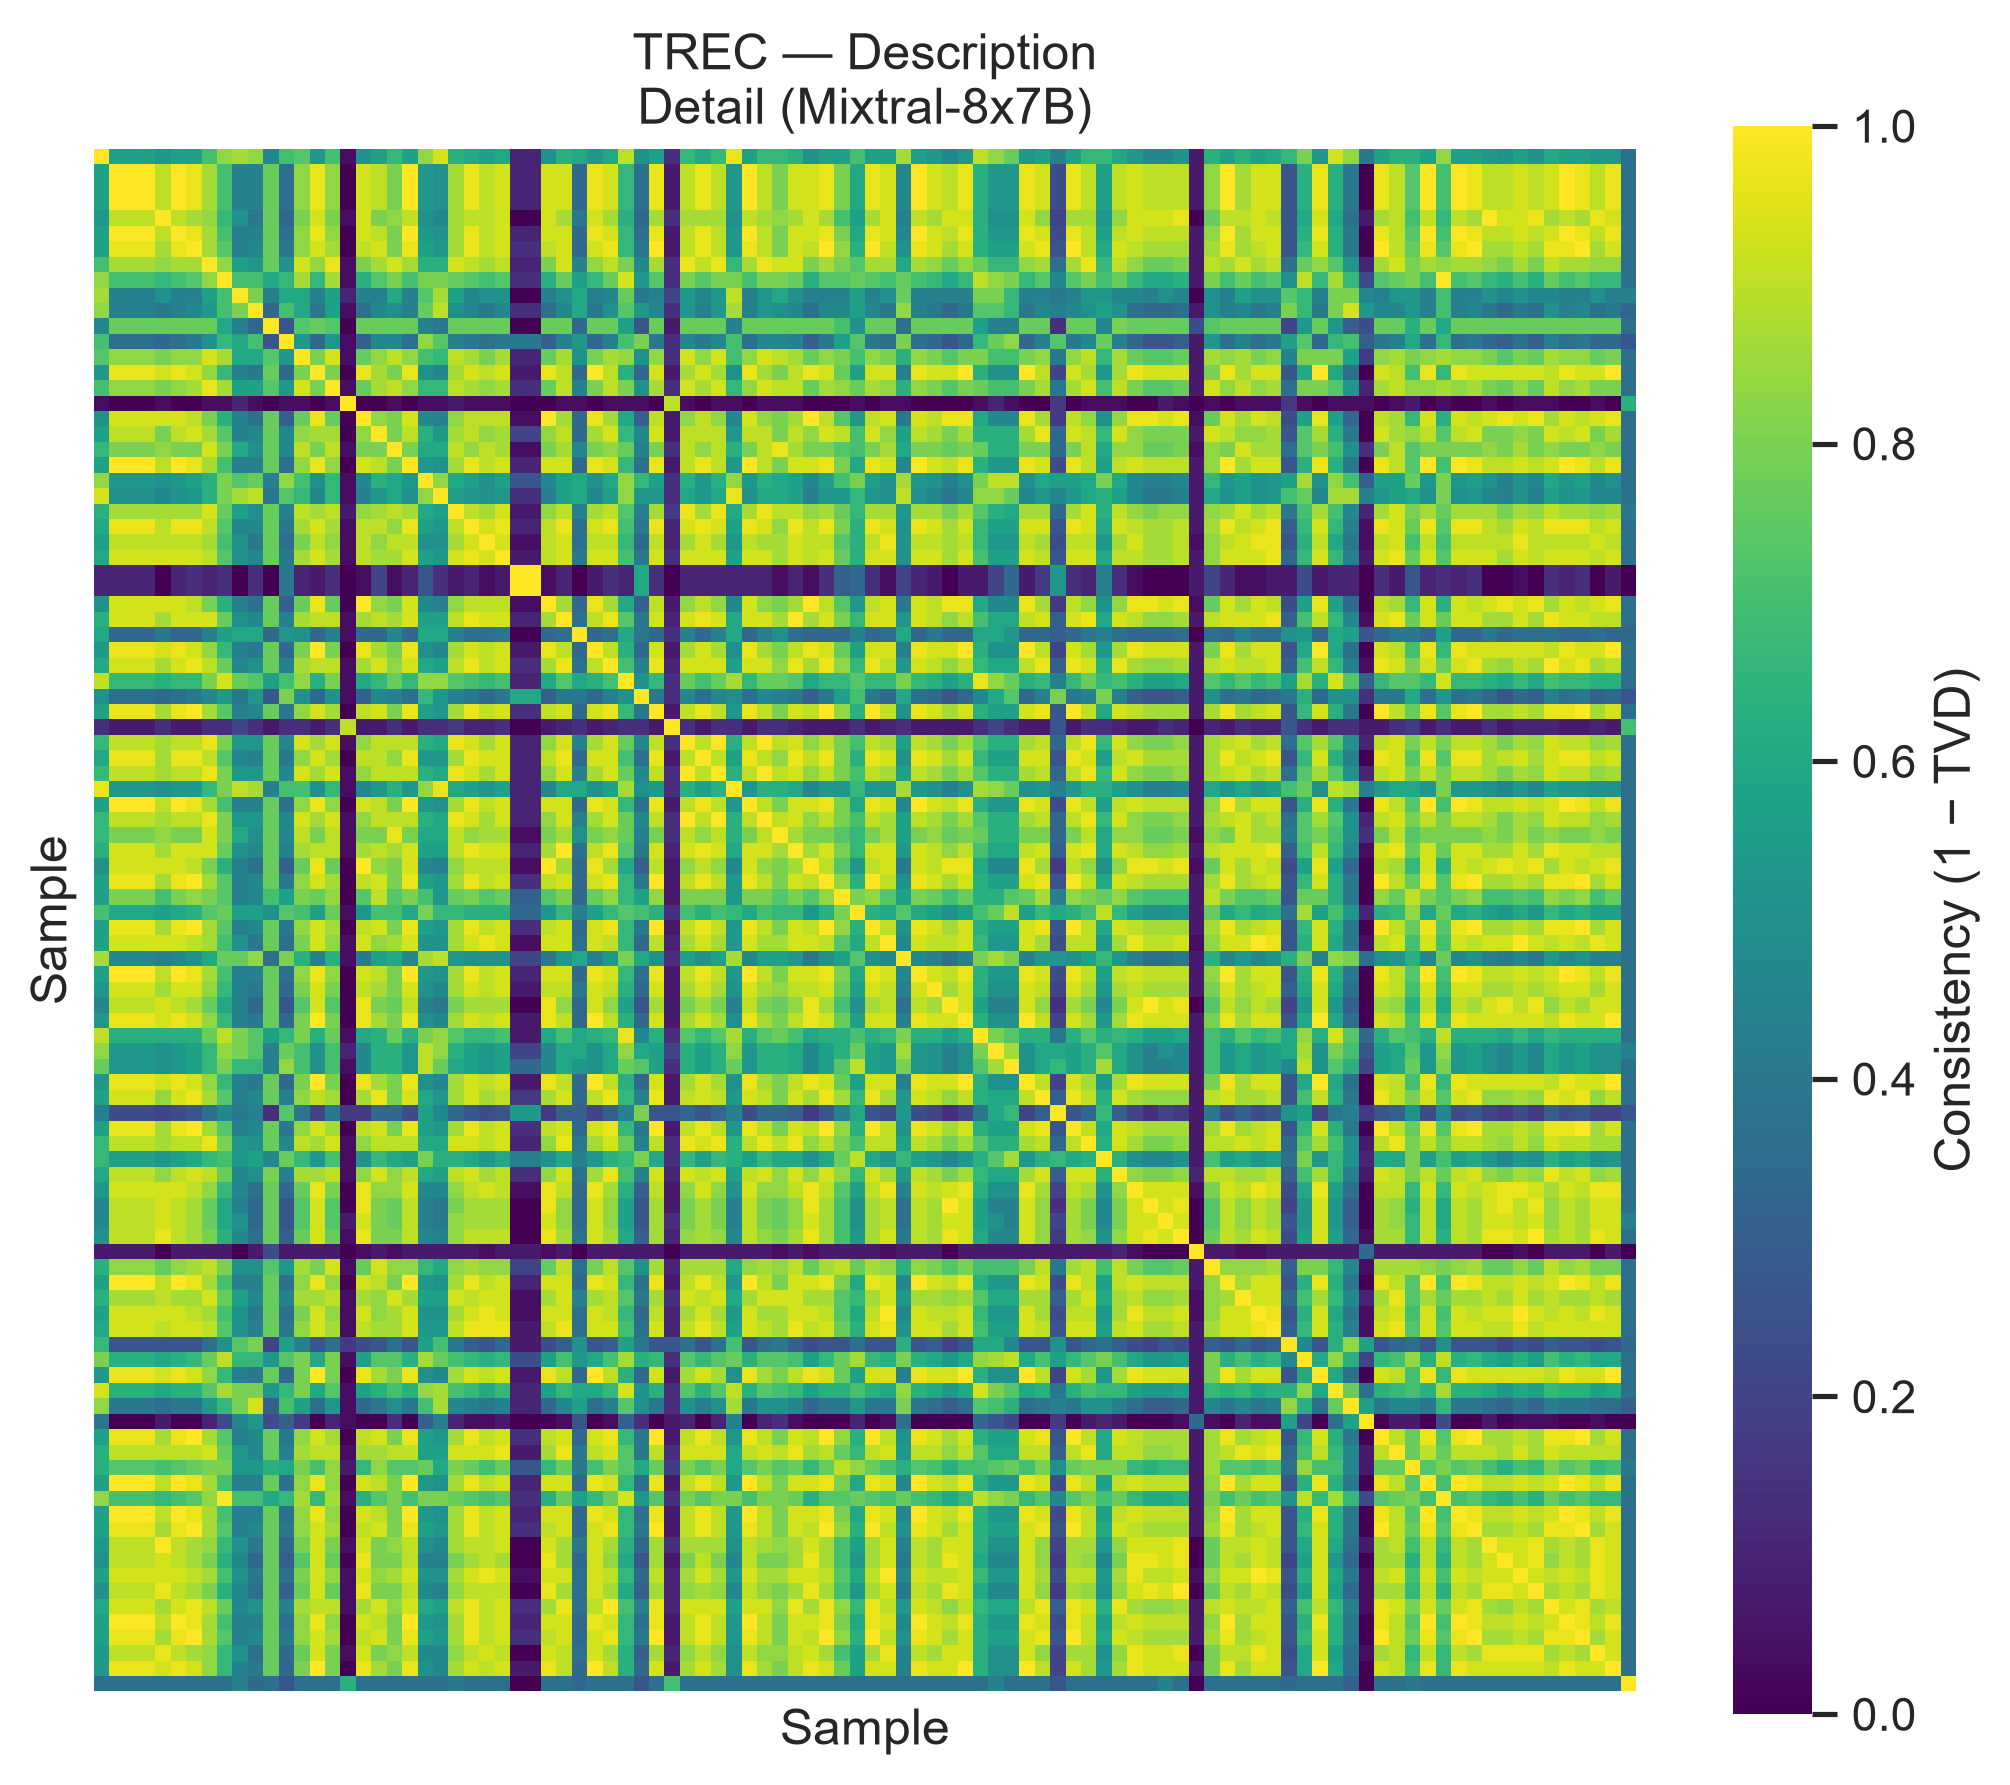 TREC — Description
Detail (Mixtral-8x7B)
Sample
Sample
1.0
0.8
0.6
0.4
0.2
0.0
Consistency (1 − TVD)